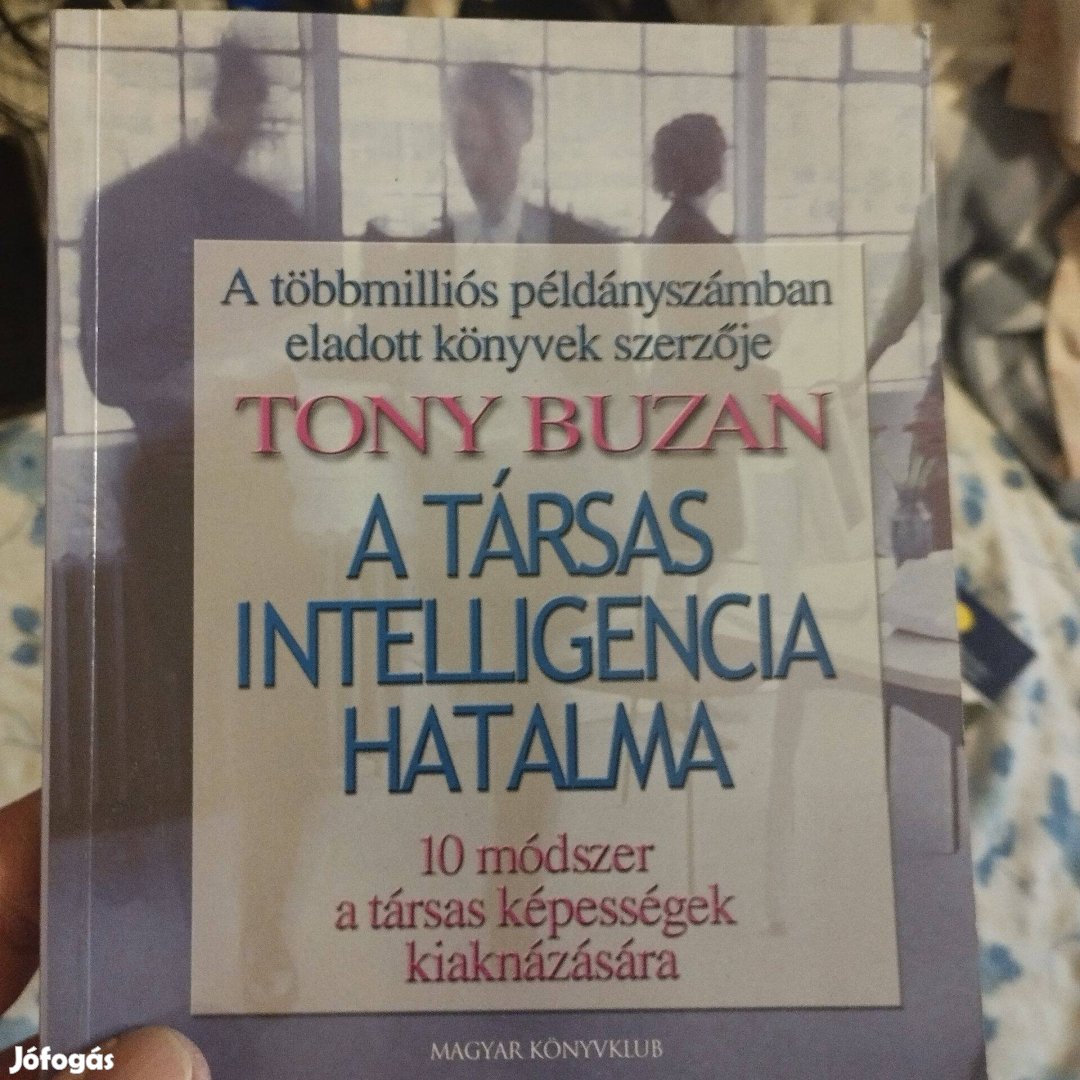 A többmilliós példányszámban
eladott könyvek szerzője
TONY BUZAN
A TÁRSAS
INTELLIGENCIA
HATALMA
10 módszer
a társas képességek
kiaknázására
MAGYAR KÖNYVKLUB
Jófogás